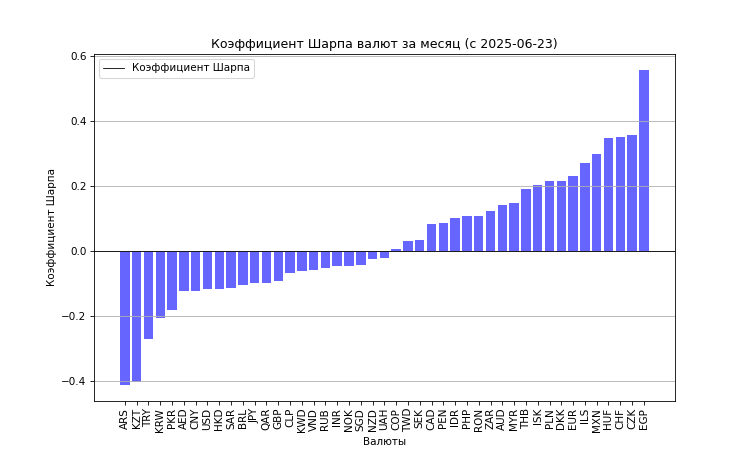 Коэффициент Шарпа валют за месяц (с 2025-06-23)
Коэффициент Шарпа
Коэффициент Шарпа
0.6
0.4
0.2
0.0
−0.2
−0.4
ARS KZT TRY KRW PKR AED CNY USD HKD SAR BRL JPY QAR GBP CLP KWD VND RUB INR NOK SGD NZD UAH COP TWD SEK CAD PEN IDR PHP RON ZAR AUD MYR THB ISK PLN DKK EUR ILS MXN HUF CHF CZK EGP
Валюты